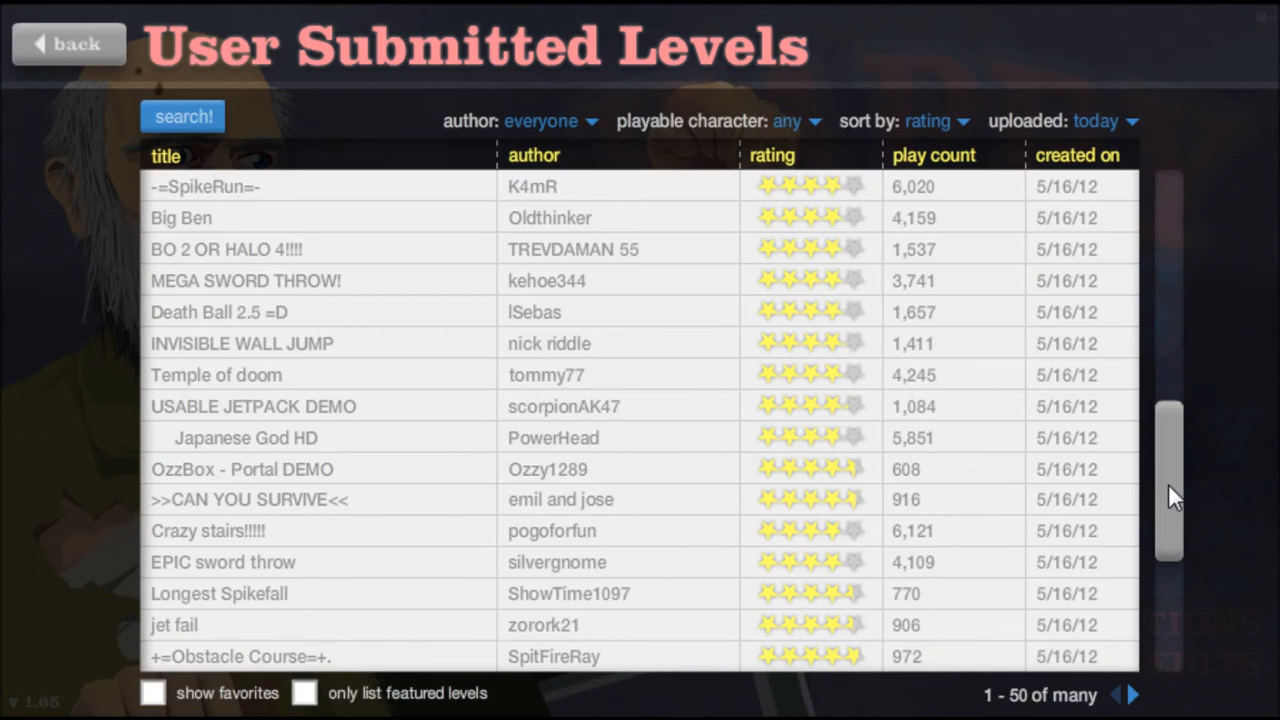 back
User Submitted Levels
search!
author: everyone playable character: any sort by: rating uploaded: today
title author rating play count created on
-=SpikeRun=- K4mR 6,020 5/16/12
Big Ben Oldthinker 4,159 5/16/12
BO 2 OR HALO 4!!!! TREVDAMAN 55 1,537 5/16/12
MEGA SWORD THROW! kehoe344 3,741 5/16/12
Death Ball 2.5 =D lSebas 1,657 5/16/12
INVISIBLE WALL JUMP nick riddle 1,411 5/16/12
Temple of doom tommy77 4,245 5/16/12
USABLE JETPACK DEMO scorpionAK47 1,084 5/16/12
Japanese God HD PowerHead 5,851 5/16/12
OzzBox - Portal DEMO Ozzy1289 608 5/16/12
>>CAN YOU SURVIVE<< emil and jose 916 5/16/12
Crazy stairs!!!!! pogoforfun 6,121 5/16/12
EPIC sword throw silvergnome 4,109 5/16/12
Longest Spikefall ShowTime1097 770 5/16/12
jet fail zorork21 906 5/16/12
+=Obstacle Course=+. SpitFireRay 972 5/16/12
show favorites only list featured levels 1 - 50 of many
v 1.65